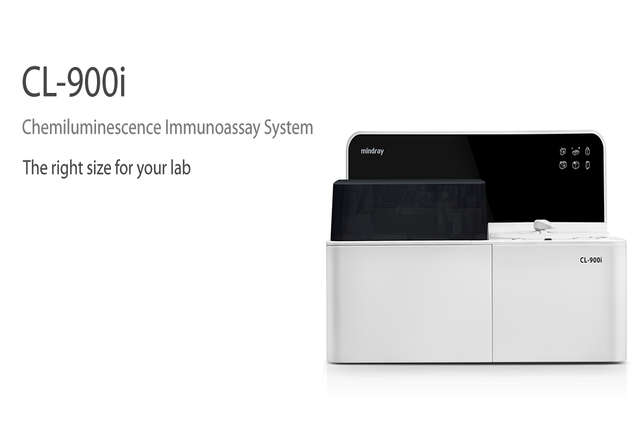 CL-900i
Chemiluminescence Immunoassay System
The right size for your lab
mindray
CL-900i